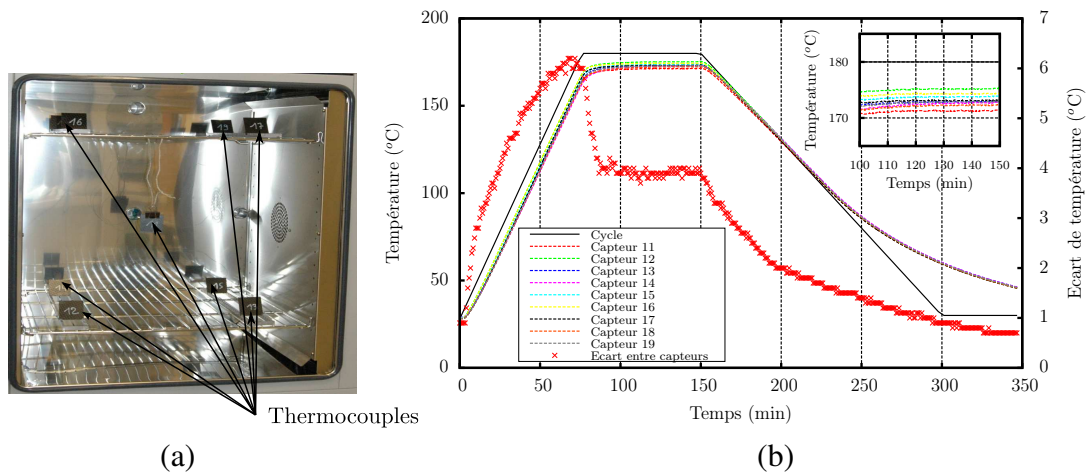 16
19
17
15
12
13
Thermocouples
(a)
200
150
100
50
0
Température (°C)
7
6
5
4
3
2
1
0
Ecart de température (°C)
0
50
100
150
200
250
300
350
Temps (min)
Cycle
Capteur 11
Capteur 12
Capteur 13
Capteur 14
Capteur 15
Capteur 16
Capteur 17
Capteur 18
Capteur 19
Ecart entre capteurs
Température (°C)
180
170
100 110 120 130 140 150
Temps (min)
(b)